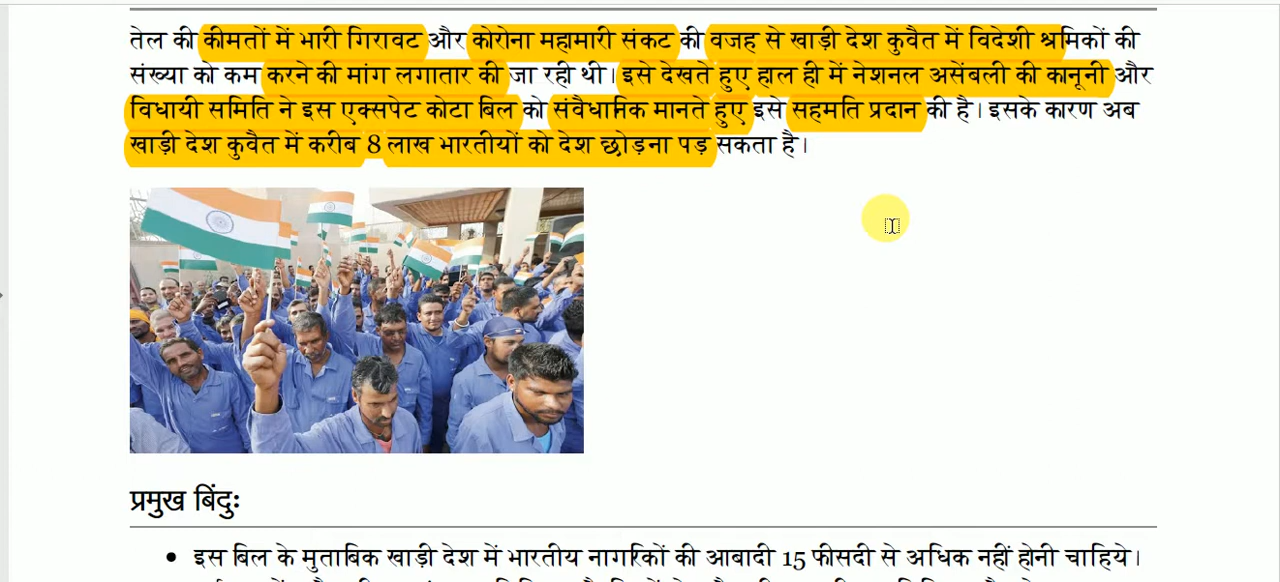 तेल की कीमतों में भारी गिरावट और कोरोना महामारी संकट की वजह से खाड़ी देश कुवैत में विदेशी श्रमिकों की
संख्या को कम करने की मांग लगातार की जा रही थी। इसे देखते हुए हाल ही में नेशनल असेंबली की कानूनी और
विधायी समिति ने इस एक्सपेट कोटा बिल को संवैधानिक मानते हुए इसे सहमति प्रदान की है। इसके कारण अब
खाड़ी देश कुवैत में करीब 8 लाख भारतीयों को देश छोड़ना पड़ सकता है।
प्रमुख बिंदुः
• इस बिल के मुताबिक खाड़ी देश में भारतीय नागरिकों की आबादी 15 फीसदी से अधिक नहीं होनी चाहिये।